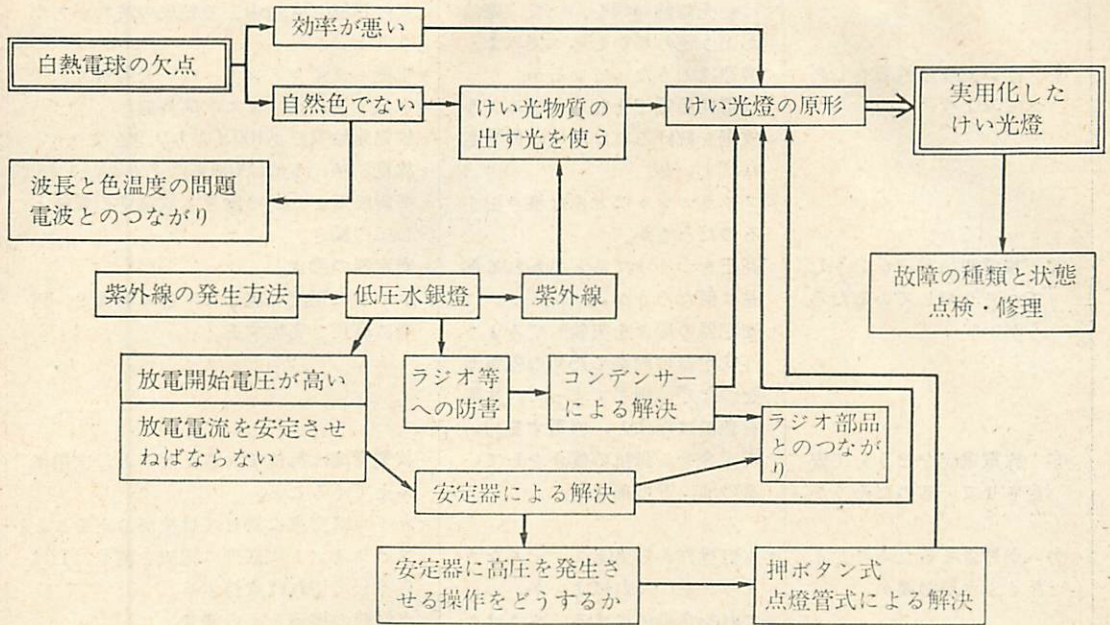 効率が悪い
白熱電球の欠点
自然色でない
けい光物質の
出す光を使う
けい光燈の原形
実用化した
けい光燈
波長と色温度の問題
電波とのつながり
故障の種類と状態
点検・修理
紫外線の発生方法
低圧水銀燈
紫外線
放電開始電圧が高い
放電電流を安定させ
ねばならない
ラジオ等
への防害
コンデンサー
による解決
ラジオ部品
とのつなが
り
安定器による解決
安定器に高圧を発生さ
せる操作をどうするか
押ボタン式
点燈管式による解決